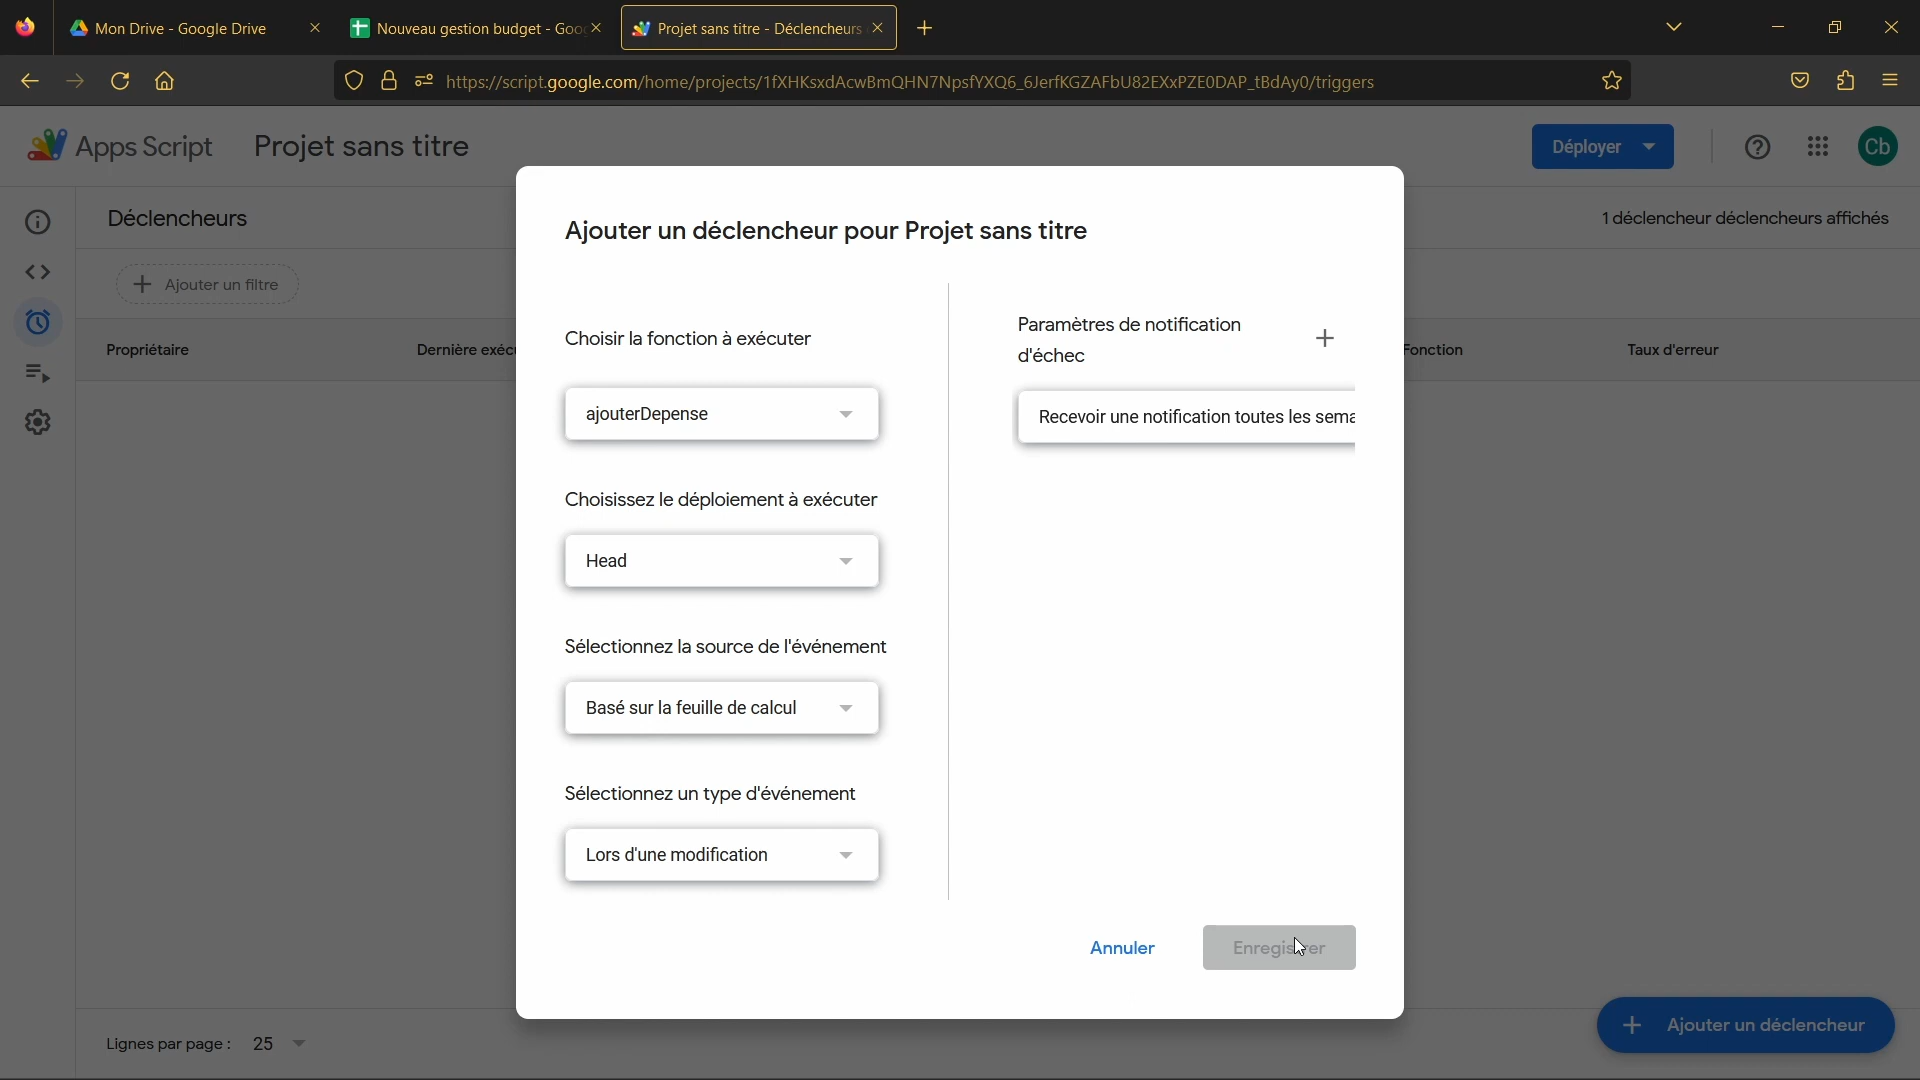 Mon Drive - Google Drive
Nouveau gestion budget - Goo
Projet sans titre - Déclencheurs
https://script.google.com/home/projects/1fXHKsxdAcwBmQHN7NpsfYXQ6_6JerfKGZAFbU82EXxPZE0DAP_tBdAy0/triggers
Apps Script
Projet sans titre
Déployer
Cb
Déclencheurs
1 déclencheur déclencheurs affichés
Ajouter un filtre
Propriétaire
Dernière exécu
Fonction
Taux d'erreur
Ajouter un déclencheur pour Projet sans titre
Choisir la fonction à exécuter
ajouterDepense
Choisissez le déploiement à exécuter
Head
Sélectionnez la source de l'événement
Basé sur la feuille de calcul
Sélectionnez un type d'événement
Lors d'une modification
Paramètres de notification
d'échec
Recevoir une notification toutes les sema
Annuler
Enregistrer
Lignes par page :
25
Ajouter un déclencheur